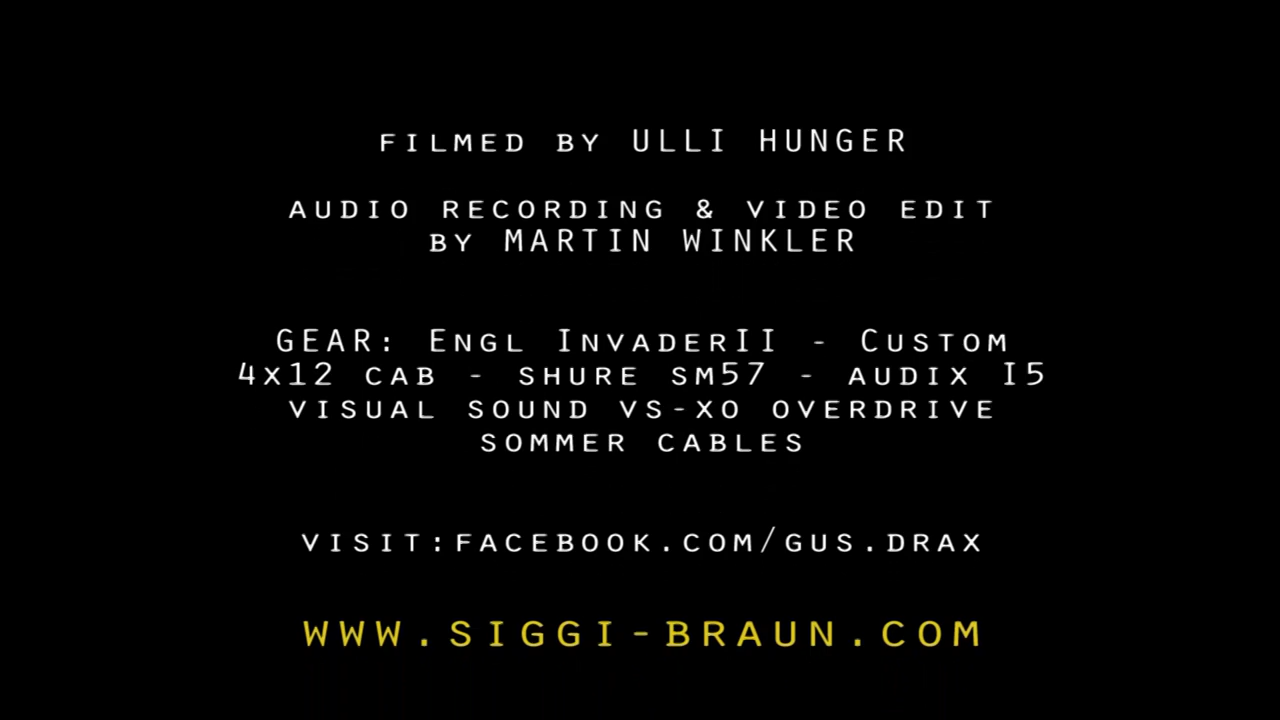 FILMED BY ULLI HUNGER
AUDIO RECORDING & VIDEO EDIT
BY MARTIN WINKLER
GEAR: ENGL INVADERII - CUSTOM
4X12 CAB - SHURE SM57 - AUDIX I5
VISUAL SOUND VS-XO OVERDRIVE
SOMMER CABLES
VISIT:FACEBOOK.COM/GUS.DRAX
WWW.SIGGI-BRAUN.COM